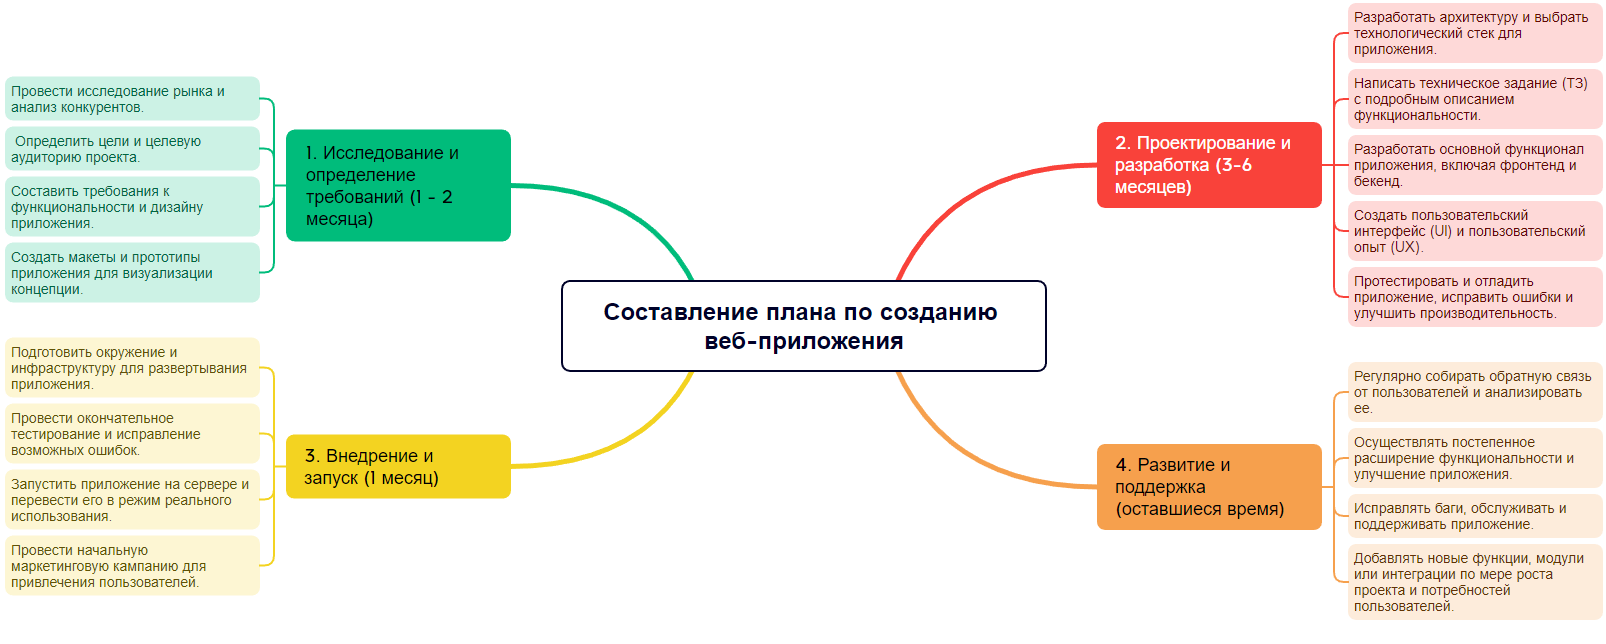 Составление плана по созданию
веб-приложения
1. Исследование и
определение
требований (1 - 2
месяца)
Провести исследование рынка и
анализ конкурентов.
Определить цели и целевую
аудиторию проекта.
Составить требования к
функциональности и дизайну
приложения.
Создать макеты и прототипы
приложения для визуализации
концепции.
2. Проектирование и
разработка (3-6
месяцев)
Разработать архитектуру и выбрать
технологический стек для
приложения.
Написать техническое задание (ТЗ)
с подробным описанием
функциональности.
Разработать основной функционал
приложения, включая фронтенд и
бекенд.
Создать пользовательский
интерфейс (UI) и пользовательский
опыт (UX).
Протестировать и отладить
приложение, исправить ошибки и
улучшить производительность.
3. Внедрение и
запуск (1 месяц)
Подготовить окружение и
инфраструктуру для развертывания
приложения.
Провести окончательное
тестирование и исправление
возможных ошибок.
Запустить приложение на сервере и
перевести его в режим реального
использования.
Провести начальную
маркетинговую кампанию для
привлечения пользователей.
4. Развитие и
поддержка
(оставшиеся время)
Регулярно собирать обратную связь
от пользователей и анализировать
ее.
Осуществлять постепенное
расширение функциональности и
улучшение приложения.
Исправлять баги, обслуживать и
поддерживать приложение.
Добавлять новые функции, модули
или интеграции по мере роста
проекта и потребностей
пользователей.